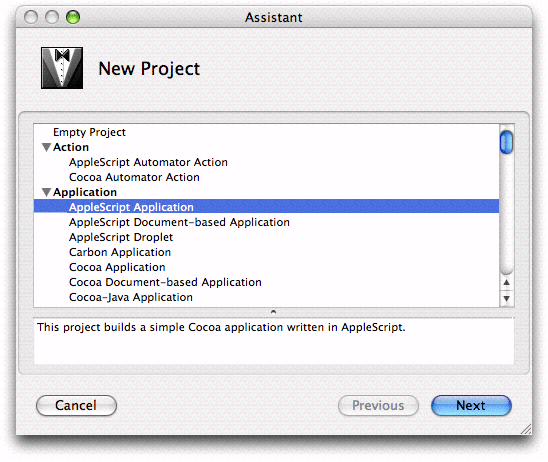 Assistant
New Project
Empty Project
Action
AppleScript Automator Action
Cocoa Automator Action
Application
AppleScript Application
AppleScript Document-based Application
AppleScript Droplet
Carbon Application
Cocoa Application
Cocoa Document-based Application
Cocoa-Java Application
This project builds a simple Cocoa application written in AppleScript.
Cancel
Previous
Next